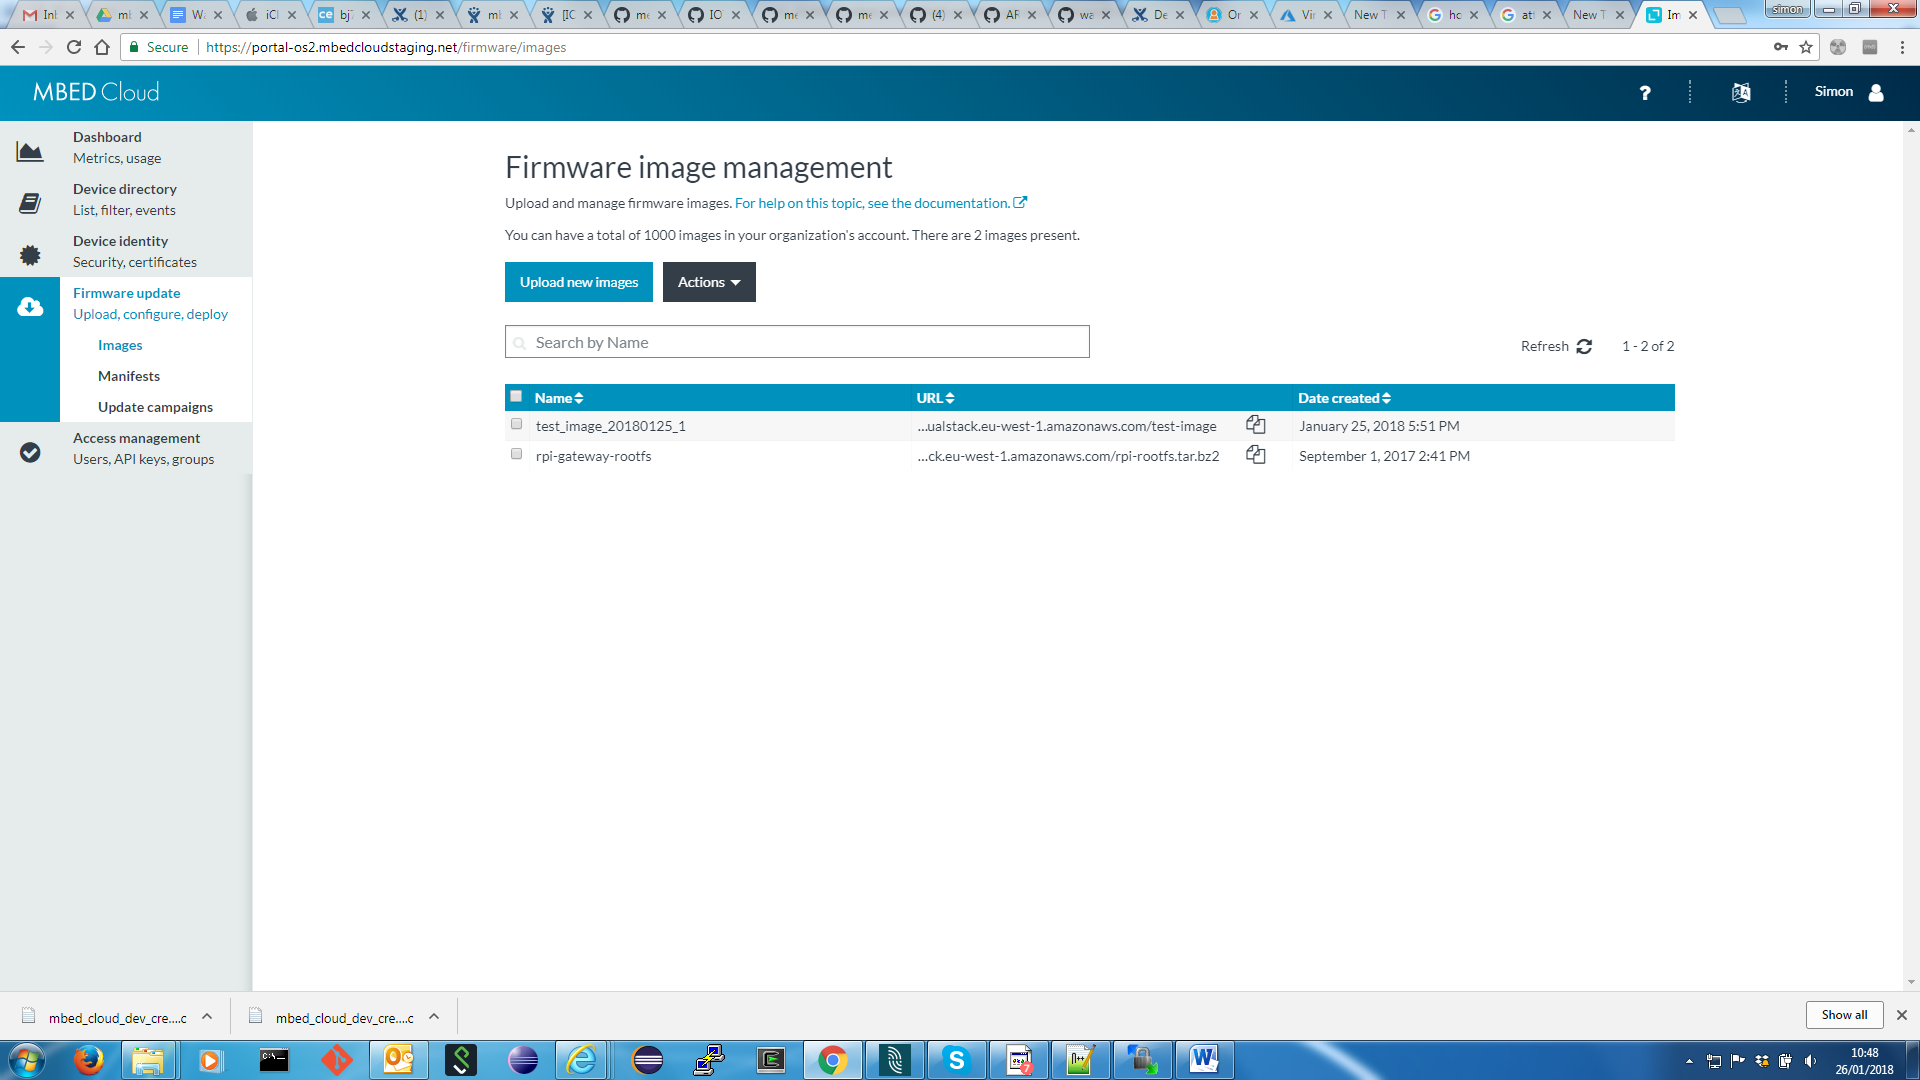 Inl
ml
Wa
iCl
bj7
(1)
ml
[IC
me
IO
me
me
(4)
AR
wa
De
Or
Vir
New T
ho
att
New T
Im
simon
Secure
https://portal-os2.mbedcloudstaging.net/firmware/images
MBED Cloud
?
Simon
Dashboard
Metrics, usage
Device directory
List, filter, events
Device identity
Security, certificates
Firmware update
Upload, configure, deploy
Images
Manifests
Update campaigns
Access management
Users, API keys, groups
Firmware image management
Upload and manage firmware images. For help on this topic, see the documentation.
You can have a total of 1000 images in your organization's account. There are 2 images present.
Upload new images
Actions
Search by Name
Refresh
1 - 2 of 2
Name URL Date created
test_image_20180125_1 ...ualstack.eu-west-1.amazonaws.com/test-image January 25, 2018 5:51 PM
rpi-gateway-rootfs ...ck.eu-west-1.amazonaws.com/rpi-rootfs.tar.bz2 September 1, 2017 2:41 PM
mbed_cloud_dev_cre....c
mbed_cloud_dev_cre....c
Show all
10:48
26/01/2018